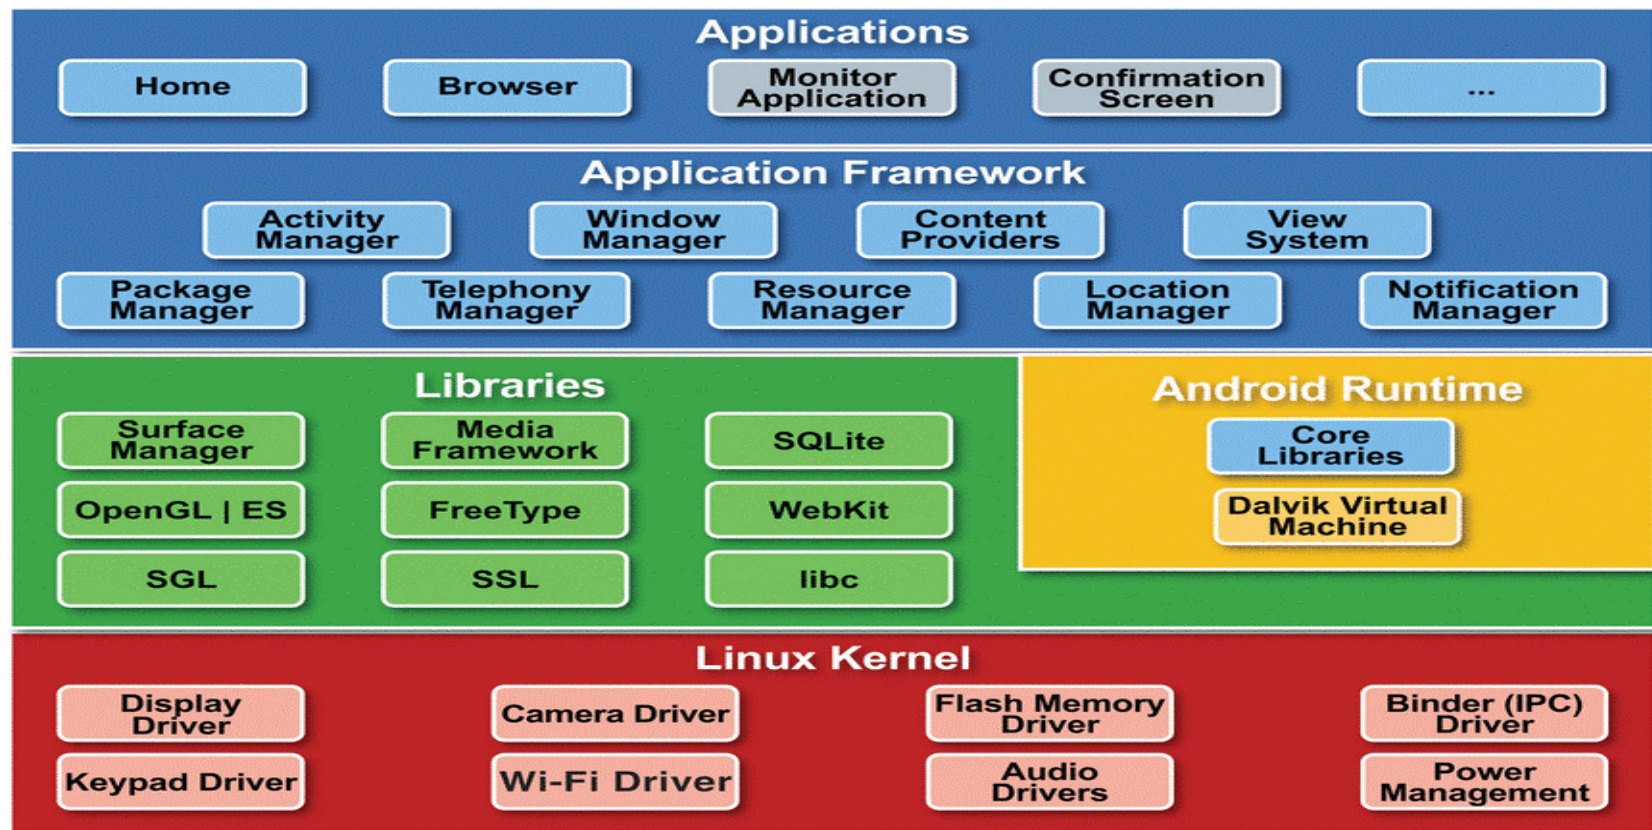 Applications
Home
Browser
Monitor
Application
Confirmation
Screen
...
Application Framework
Activity
Manager
Window
Manager
Content
Providers
View
System
Package
Manager
Telephony
Manager
Resource
Manager
Location
Manager
Notification
Manager
Libraries
Surface
Manager
Media
Framework
SQLite
OpenGL | ES
FreeType
WebKit
SGL
SSL
libc
Android Runtime
Core
Libraries
Dalvik Virtual
Machine
Linux Kernel
Display
Driver
Camera Driver
Flash Memory
Driver
Binder (IPC)
Driver
Keypad Driver
Wi-Fi Driver
Audio
Drivers
Power
Management